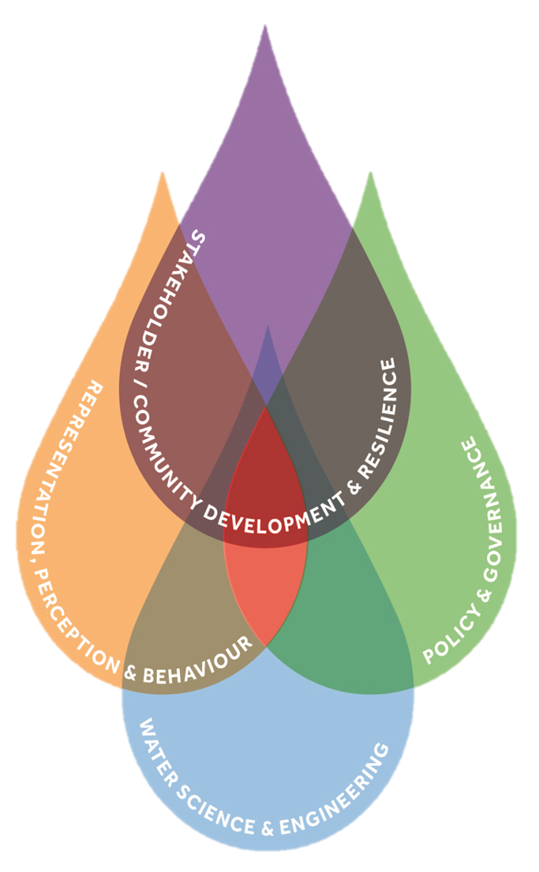 STAKEHOLDER / COMMUNITY DEVELOPMENT & RESILIENCE
REPRESENTATION, PERCEPTION & BEHAVIOUR
POLICY & GOVERNANCE
WATER SCIENCE & ENGINEERING